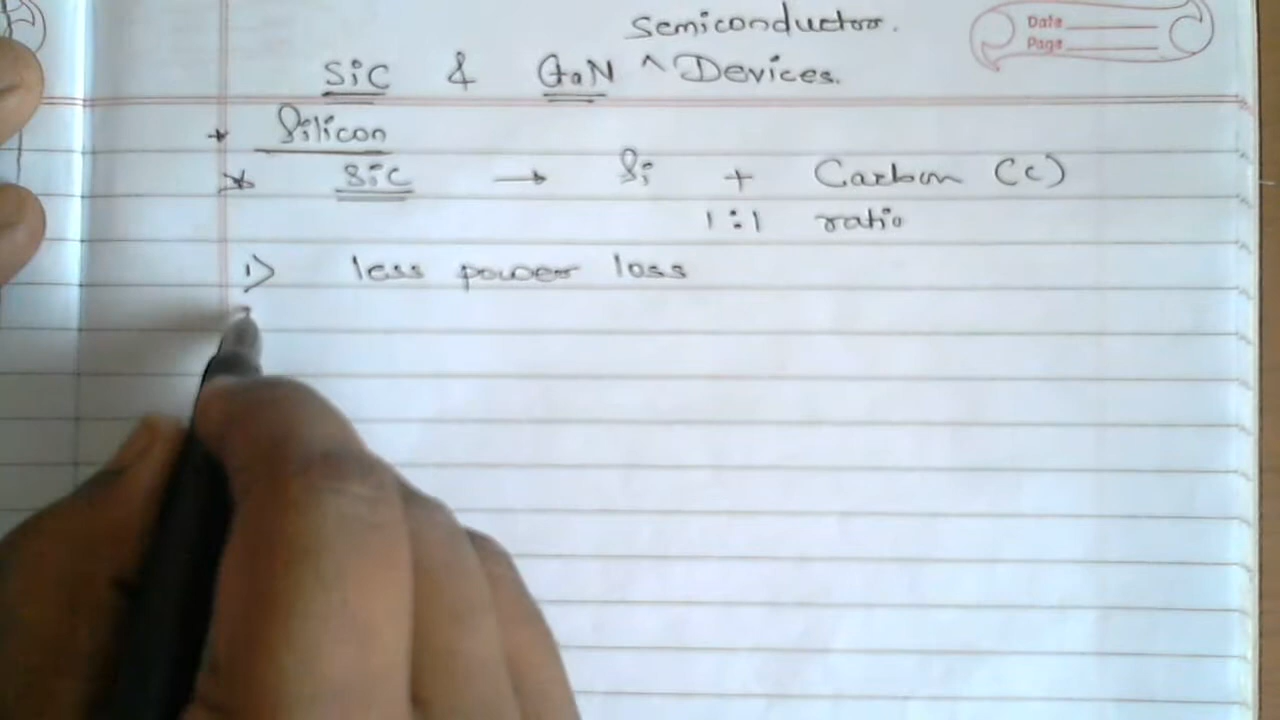 Date
Page
Semiconductor.
SiC & GaN ^ Devices.
* Silicon
* SiC → Si + Carbon (C)
1:1 ratio
1) less power loss